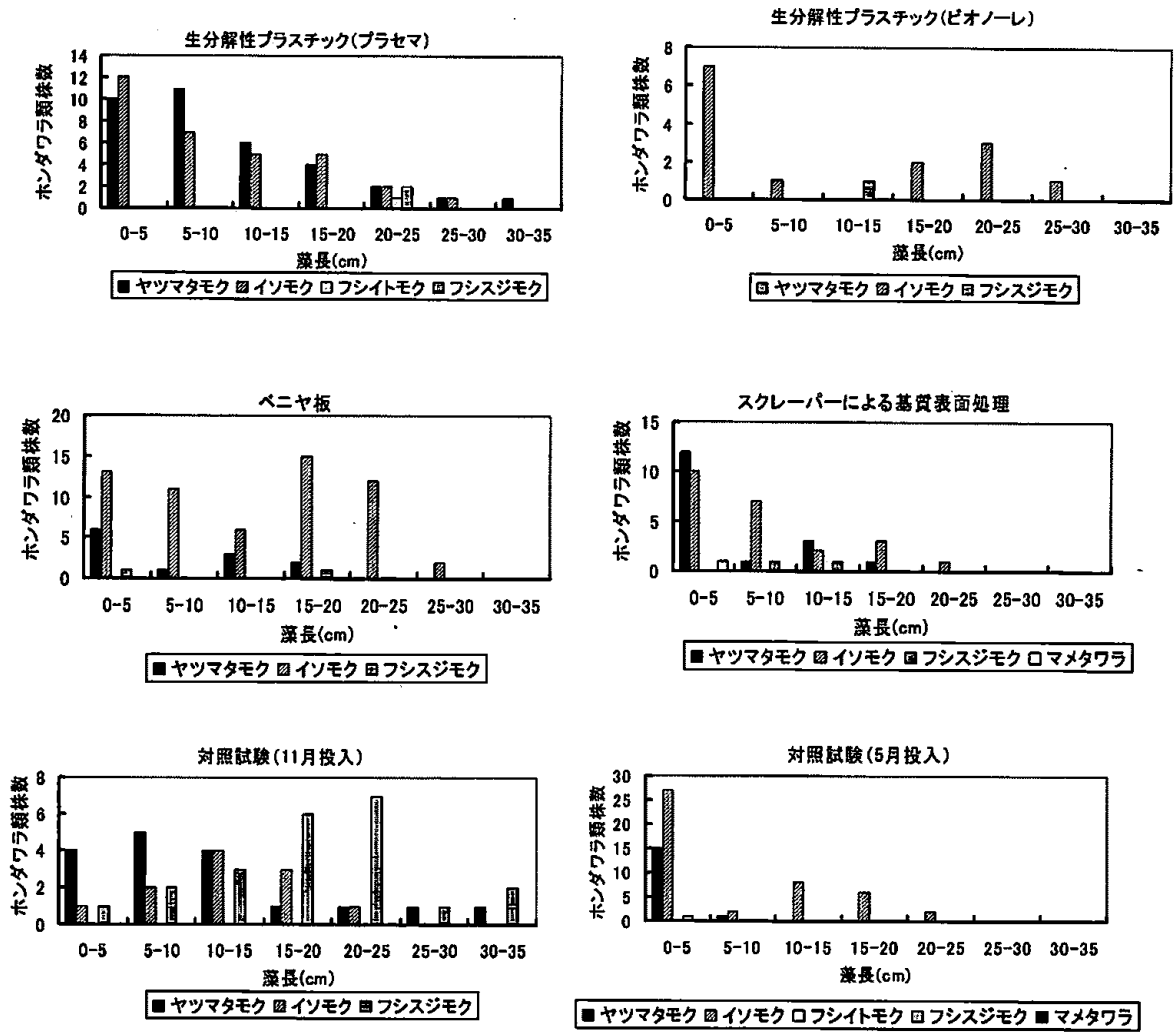 生分解性プラスチック(プラセマ)
ホンダワラ類株数
14
12
10
8
6
4
2
0
0-5 5-10 10-15 15-20 20-25 25-30 30-35
藻長(cm)
ヤツマタモク イソモク フシイトモク フシスジモク
生分解性プラスチック(ビオノーレ)
ホンダワラ類株数
8
6
4
2
0
0-5 5-10 10-15 15-20 20-25 25-30 30-35
藻長(cm)
ヤツマタモク イソモク フシスジモク
ベニヤ板
ホンダワラ類株数
20
15
10
5
0
0-5 5-10 10-15 15-20 20-25 25-30 30-35
藻長(cm)
ヤツマタモク イソモク フシスジモク
スクレーパーによる基質表面処理
ホンダワラ類株数
15
10
5
0
0-5 5-10 10-15 15-20 20-25 25-30 30-35
藻長(cm)
ヤツマタモク イソモク フシスジモク マメタワラ
対照試験(11月投入)
ホンダワラ類株数
8
6
4
2
0
0-5 5-10 10-15 15-20 20-25 25-30 30-35
藻長(cm)
ヤツマタモク イソモク フシスジモク
対照試験(5月投入)
ホンダワラ類株数
30
25
20
15
10
5
0
0-5 5-10 10-15 15-20 20-25 25-30 30-35
藻長(cm)
ヤツマタモク イソモク フシイトモク フシスジモク マメタワラ